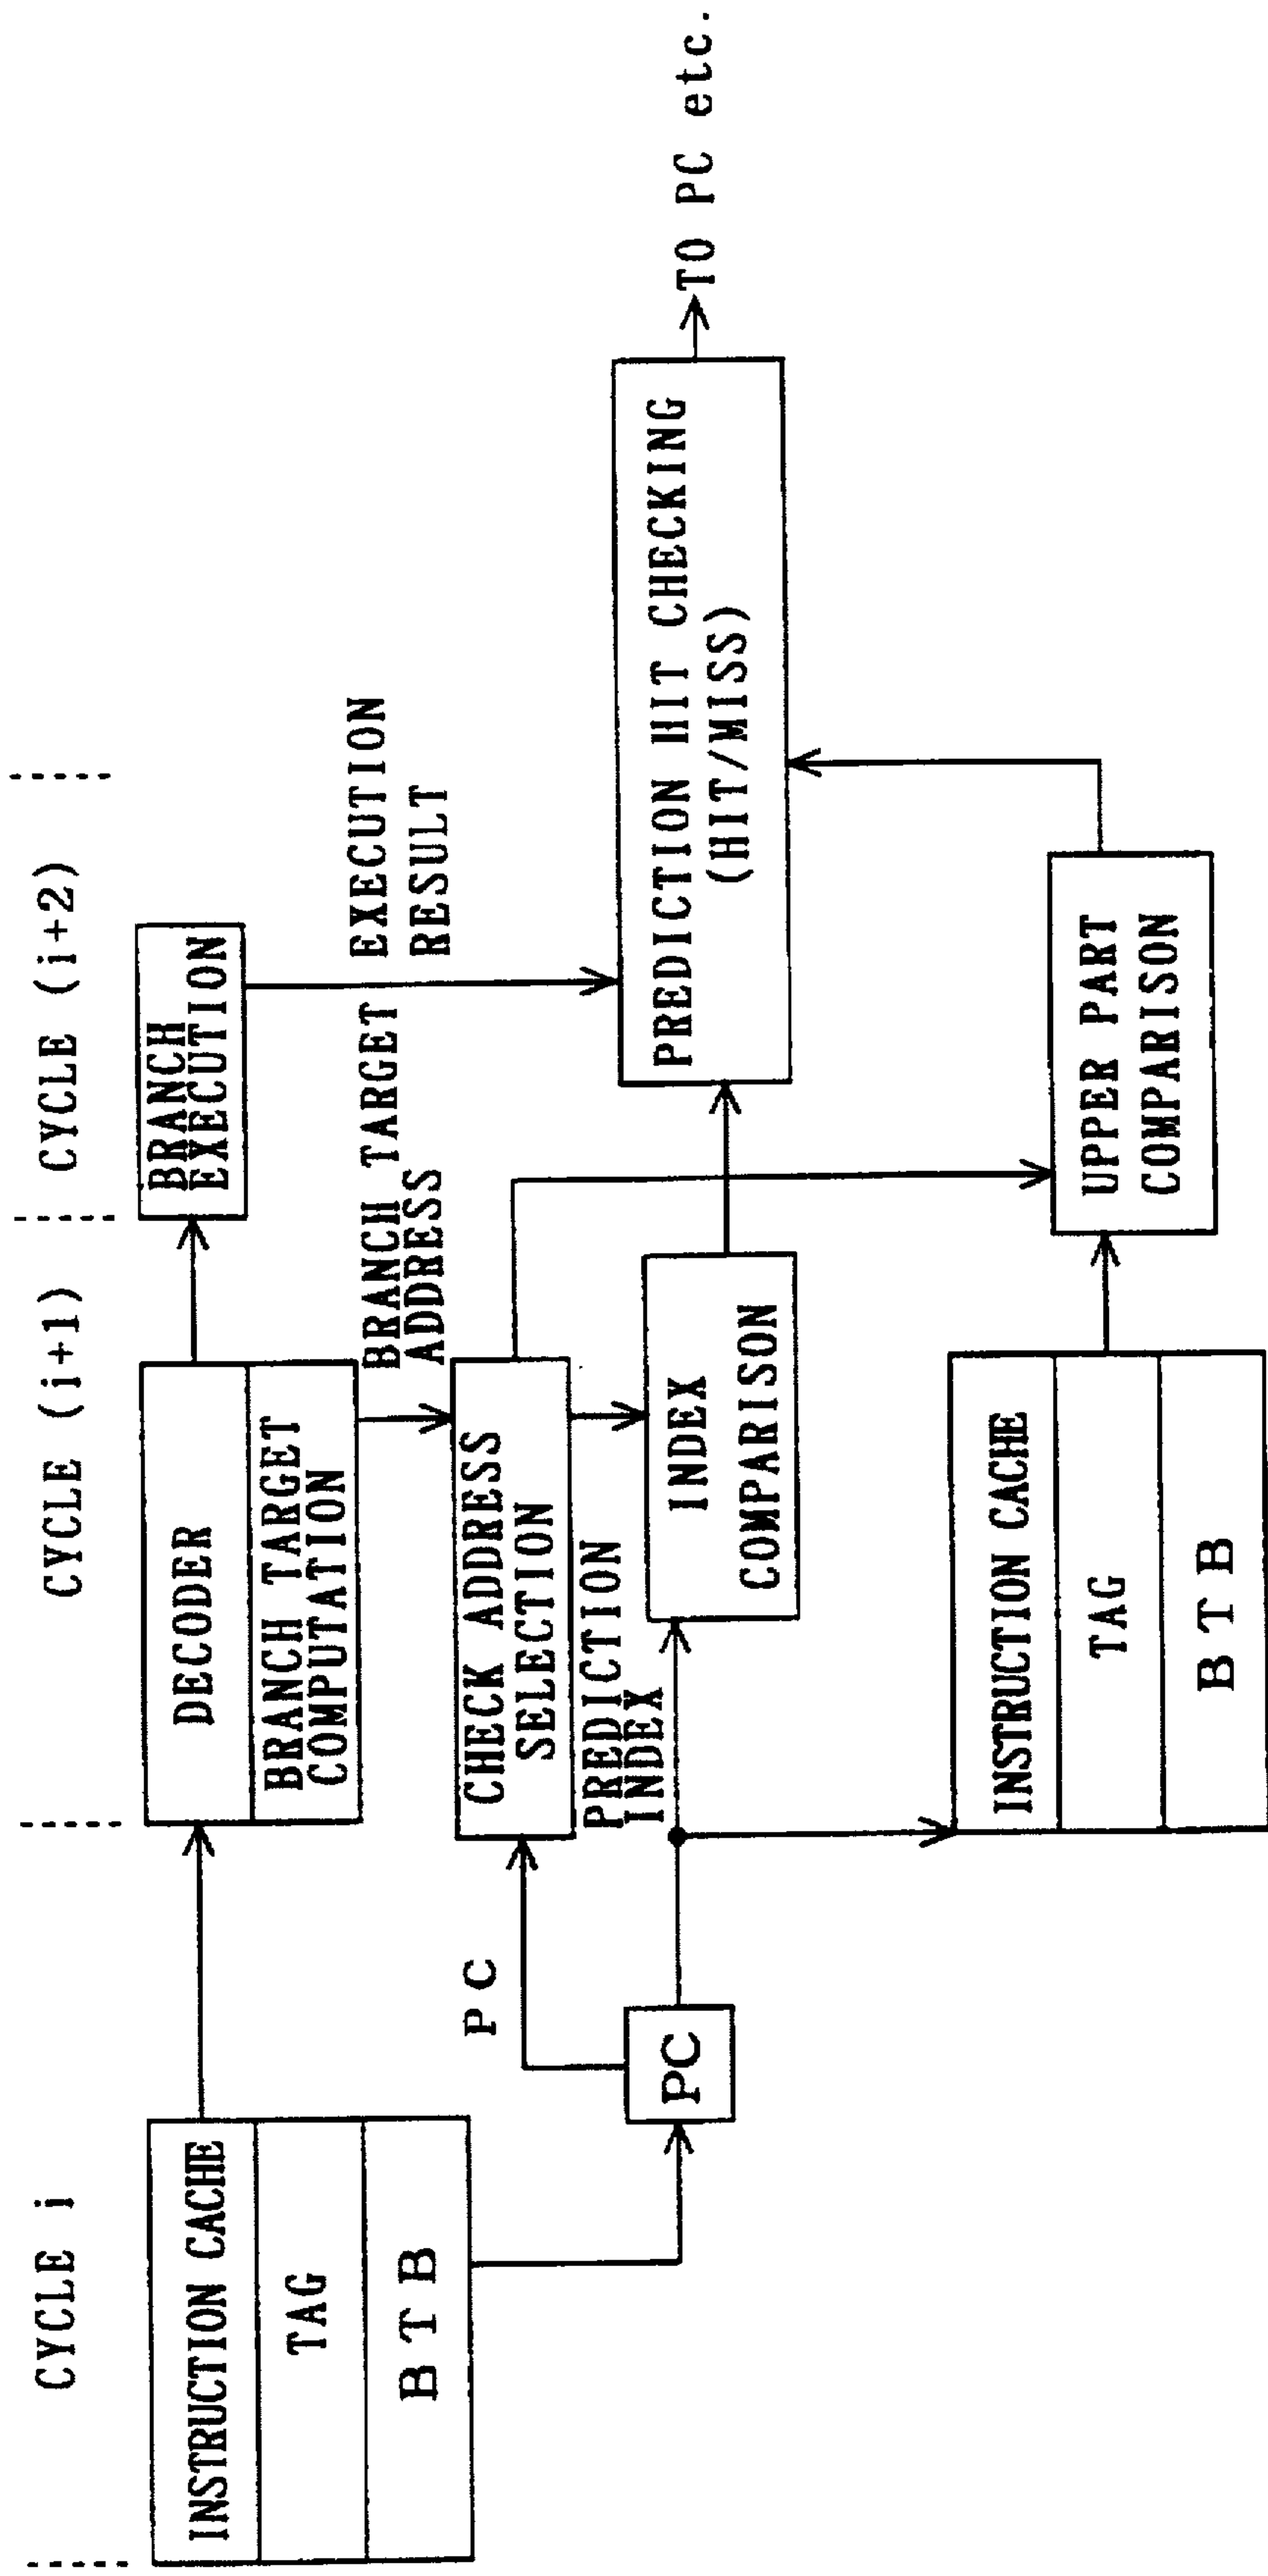 CYCLE i
CYCLE (i+1)
CYCLE (i+2)
INSTRUCTION CACHE
TAG
B T B
DECODER
BRANCH TARGET
COMPUTATION
BRANCH
EXECUTION
BRANCH TARGET
ADDRESS
EXECUTION
RESULT
P C
CHECK ADDRESS
SELECTION
PC
PREDICTION
INDEX
INDEX
COMPARISON
PREDICTION HIT CHECKING
(HIT/MISS)
TO PC etc.
INSTRUCTION CACHE
TAG
B T B
UPPER PART
COMPARISON